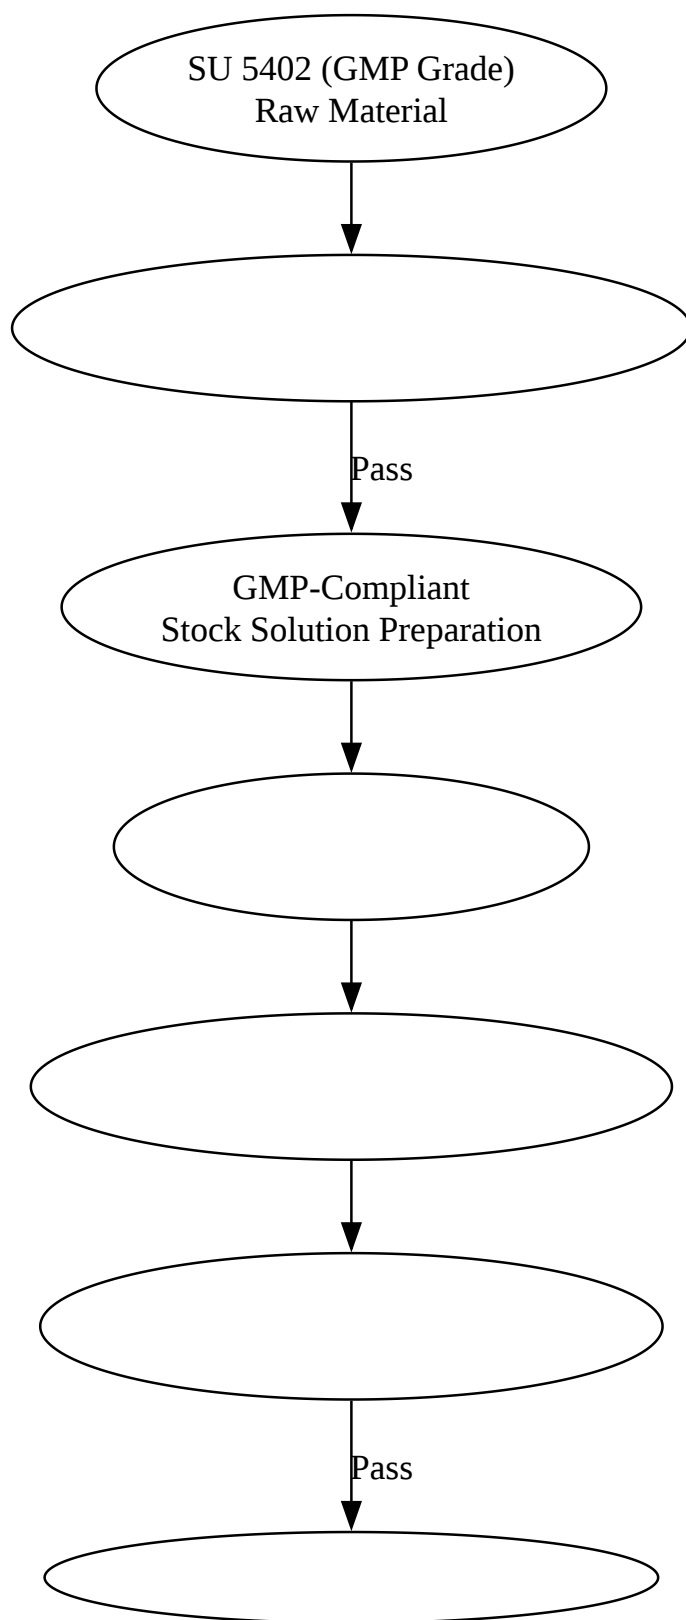 SU 5402 (GMP Grade)
Raw Material
Pass
GMP-Compliant
Stock Solution Preparation
Pass